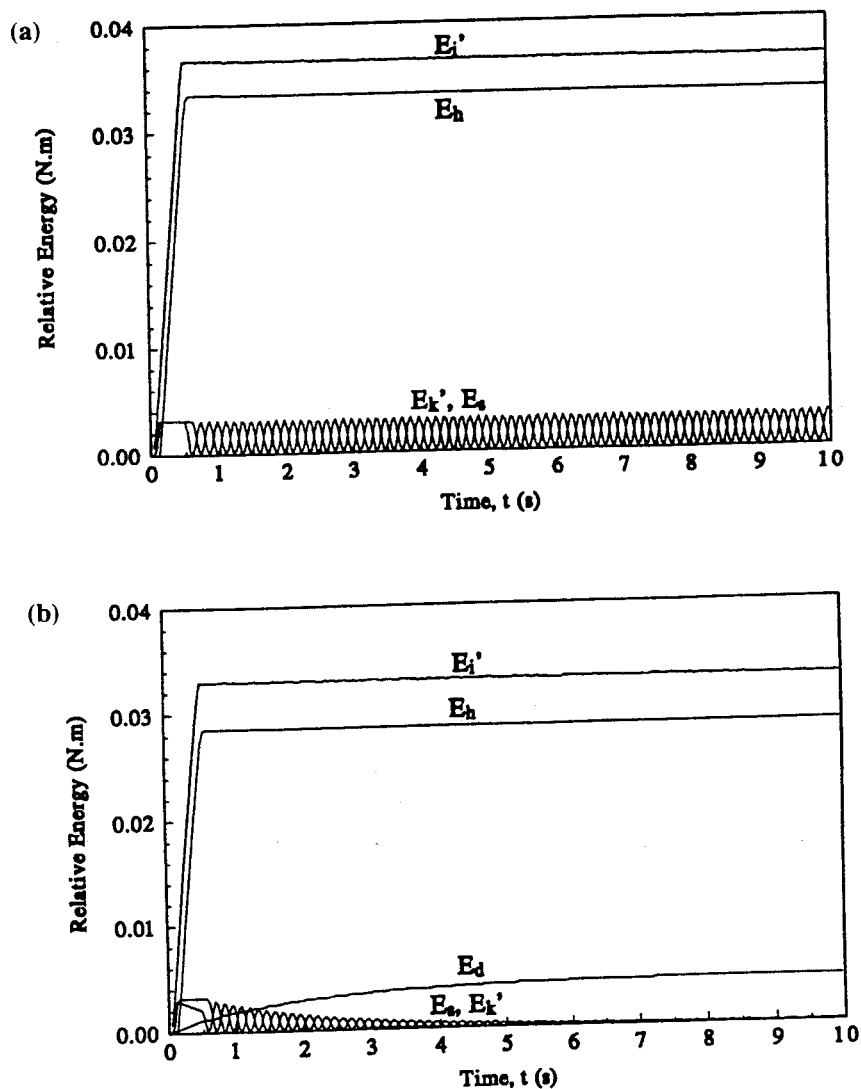 (a)
0.04
0.03
0.02
0.01
0.00
Relative Energy (N.m)
Ei'
Eh
Ek', Es
0 1 2 3 4 5 6 7 8 9 10
Time, t (s)
(b)
0.04
0.03
0.02
0.01
0.00
Relative Energy (N.m)
Ei'
Eh
Ed
Es, Ek'
0 1 2 3 4 5 6 7 8 9 10
Time, t (s)